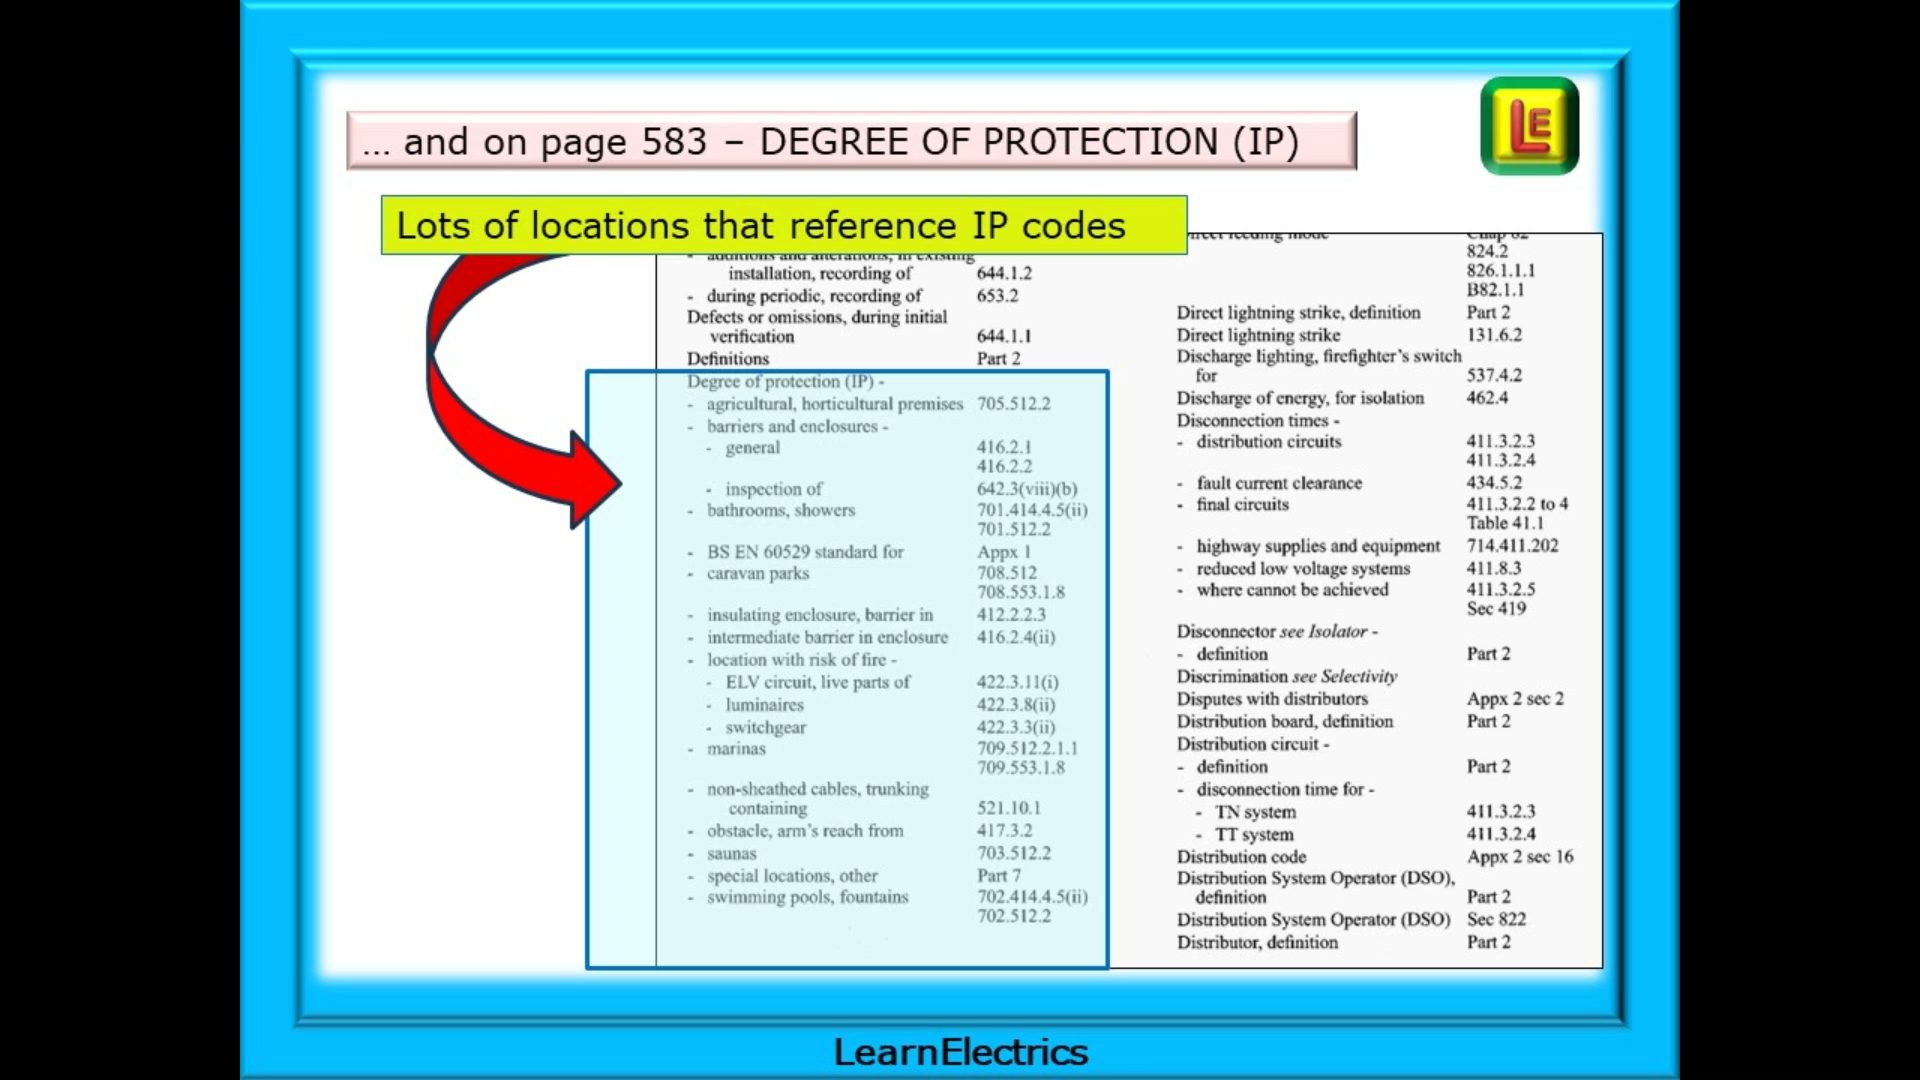 … and on page 583 – DEGREE OF PROTECTION (IP)
LE
Lots of locations that reference IP codes
- additions and alterations, in existing
installation, recording of 644.1.2
- during periodic, recording of 653.2
Defects or omissions, during initial
verification 644.1.1
Definitions Part 2
Degree of protection (IP) -
- agricultural, horticultural premises 705.512.2
- barriers and enclosures -
- general 416.2.1
416.2.2
- inspection of 642.3(viii)(b)
- bathrooms, showers 701.414.4.5(ii)
701.512.2
- BS EN 60529 standard for Appx 1
- caravan parks 708.512
708.553.1.8
- insulating enclosure, barrier in 412.2.2.3
- intermediate barrier in enclosure 416.2.4(ii)
- location with risk of fire -
- ELV circuit, live parts of 422.3.11(i)
- luminaires 422.3.8(ii)
- switchgear 422.3.3(ii)
- marinas 709.512.2.1.1
709.553.1.8
- non-sheathed cables, trunking
containing 521.10.1
- obstacle, arm's reach from 417.3.2
- saunas 703.512.2
- special locations, other Part 7
- swimming pools, fountains 702.414.4.5(ii)
702.512.2
feeding mode Chap 82
824.2
826.1.1.1
B82.1.1
Direct lightning strike, definition Part 2
Direct lightning strike 131.6.2
Discharge lighting, firefighter's switch
for 537.4.2
Discharge of energy, for isolation 462.4
Disconnection times -
- distribution circuits 411.3.2.3
411.3.2.4
- fault current clearance 434.5.2
- final circuits 411.3.2.2 to 4
Table 41.1
- highway supplies and equipment 714.411.202
- reduced low voltage systems 411.8.3
- where cannot be achieved 411.3.2.5
Sec 419
Disconnector see Isolator -
- definition Part 2
Discrimination see Selectivity
Disputes with distributors Appx 2 sec 2
Distribution board, definition Part 2
Distribution circuit -
- definition Part 2
- disconnection time for -
- TN system 411.3.2.3
- TT system 411.3.2.4
Distribution code Appx 2 sec 16
Distribution System Operator (DSO),
definition Part 2
Distribution System Operator (DSO) Sec 822
Distributor, definition Part 2
LearnElectrics